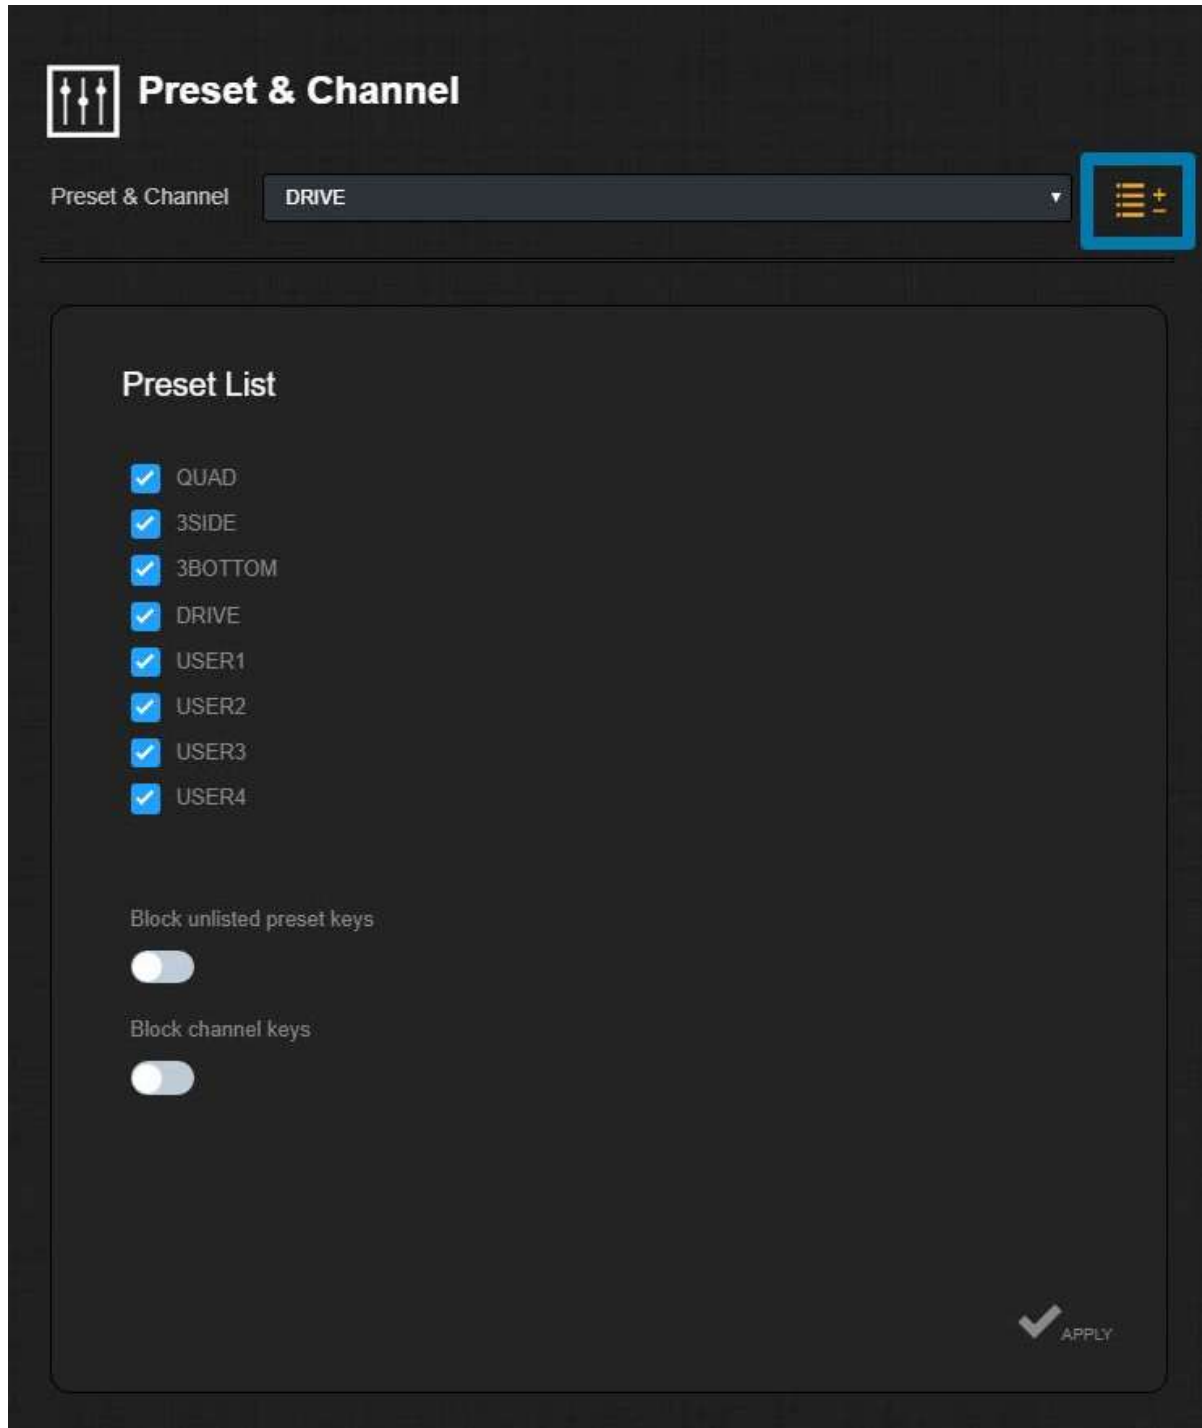 Preset & Channel
Preset & Channel DRIVE
Preset List
QUAD
3SIDE
3BOTTOM
DRIVE
USER1
USER2
USER3
USER4
Block unlisted preset keys
Block channel keys
APPLY